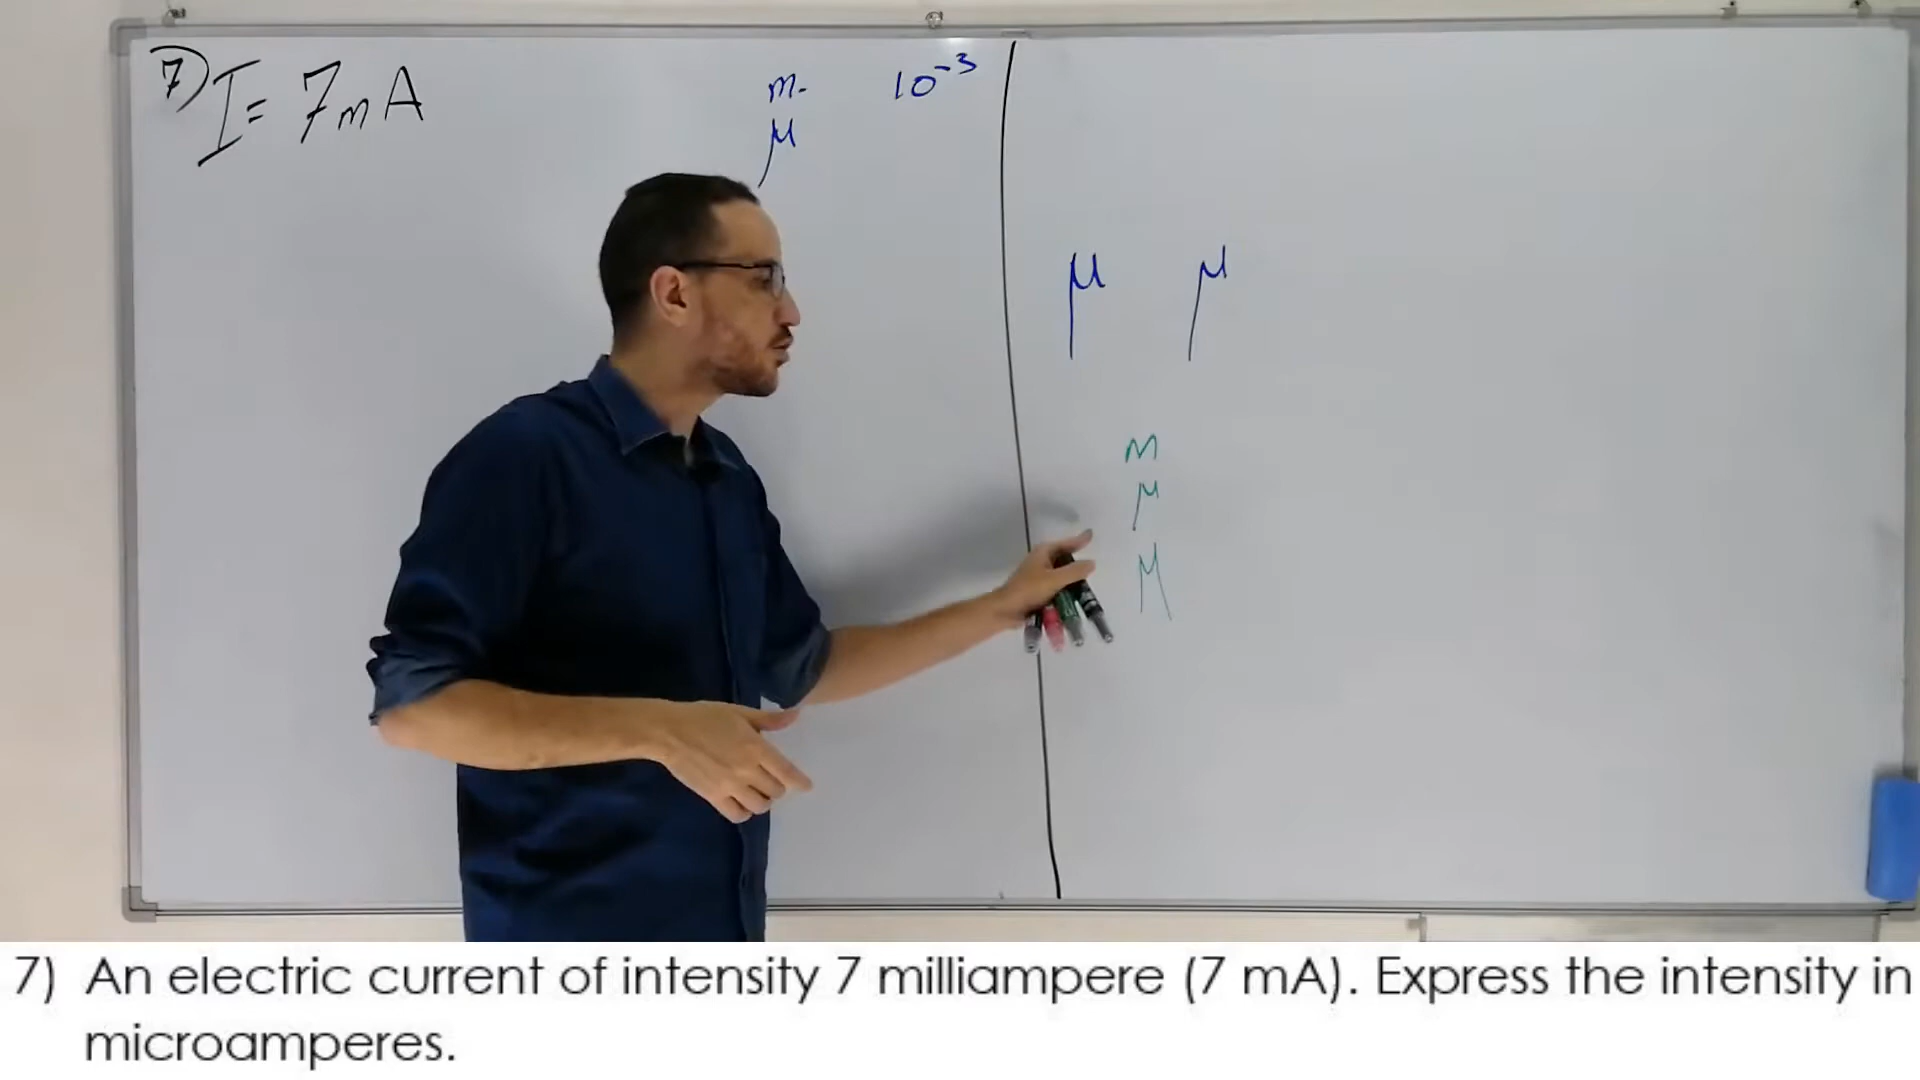 7) I = 7mA
m. 10⁻³
μ
μ μ
m
μ
M
7) An electric current of intensity 7 milliampere (7 mA). Express the intensity in
microamperes.